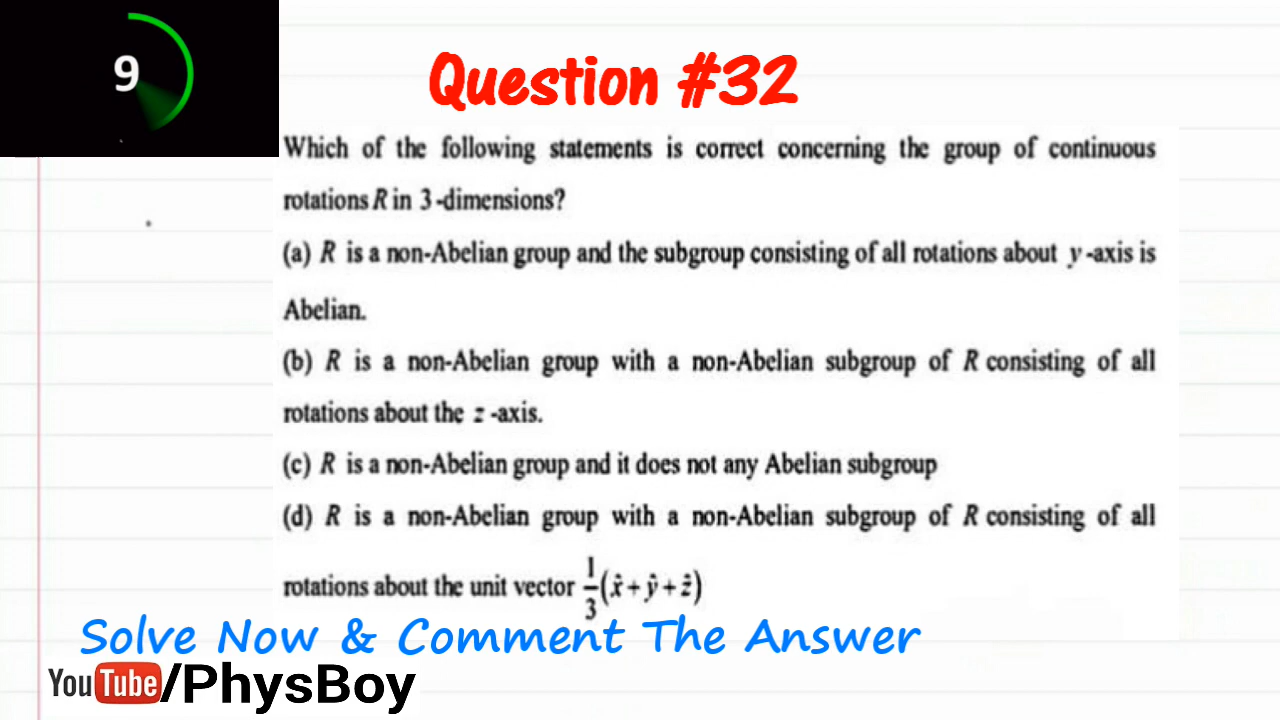 9
Question #32
Which of the following statements is correct concerning the group of continuous
rotations R in 3-dimensions?
(a) R is a non-Abelian group and the subgroup consisting of all rotations about y-axis is
Abelian.
(b) R is a non-Abelian group with a non-Abelian subgroup of R consisting of all
rotations about the z-axis.
(c) R is a non-Abelian group and it does not any Abelian subgroup
(d) R is a non-Abelian group with a non-Abelian subgroup of R consisting of all
rotations about the unit vector 1/3(x̂ + ŷ + ẑ)
Solve Now & Comment The Answer
YouTube/PhysBoy